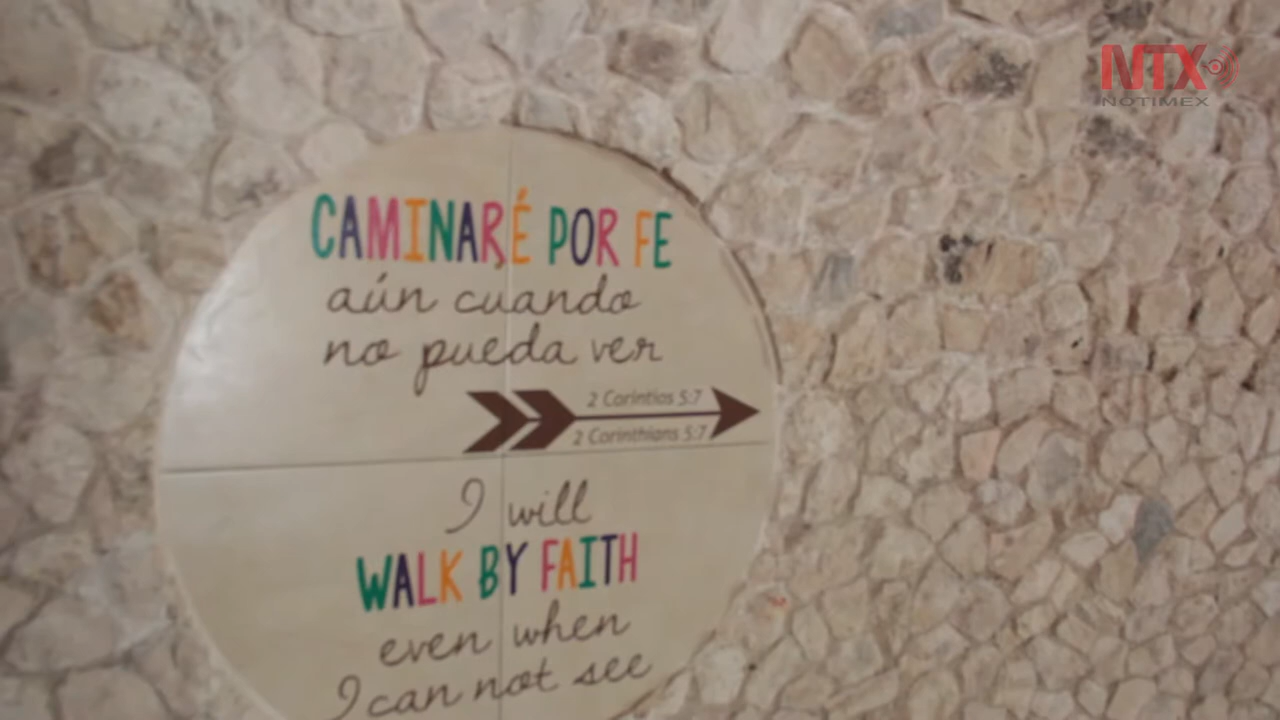 NTX
NOTIMEX
CAMINARÉ POR FE
aún cuando
no pueda ver
2 Corintios 5:7
2 Corinthians 5:7
I will
WALK BY FAITH
even when
I can not see